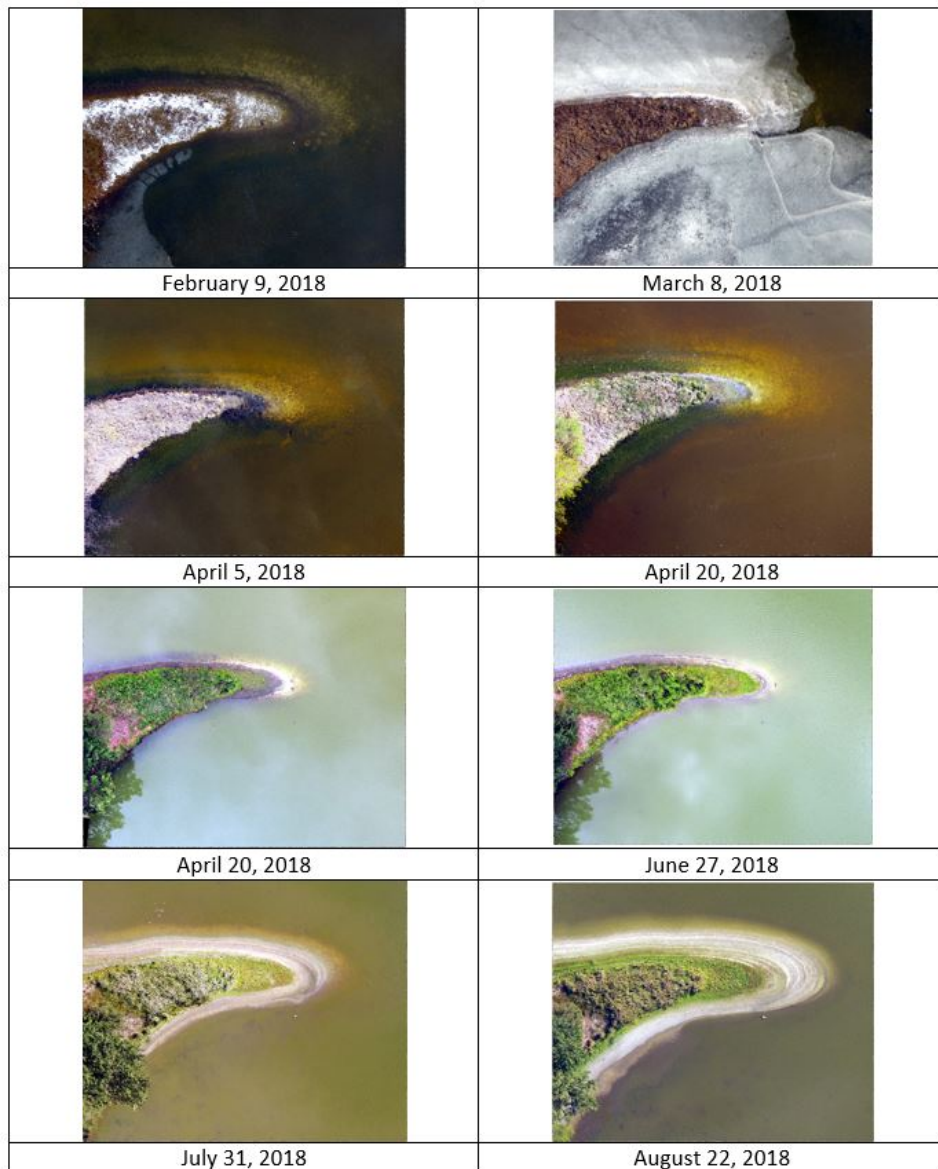 February 9, 2018
March 8, 2018
April 5, 2018
April 20, 2018
April 20, 2018
June 27, 2018
July 31, 2018
August 22, 2018